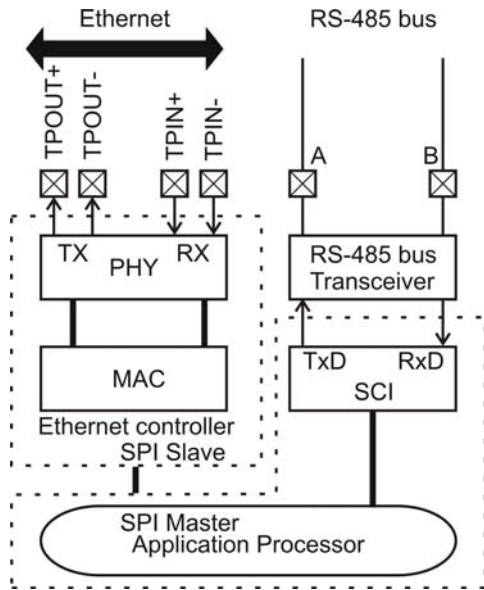 Ethernet
RS-485 bus
TPOUT+
TPOUT-
TPIN+
TPIN-
A
B
TX
RX
PHY
RS-485 bus
Transceiver
MAC
TxD
RxD
SCI
Ethernet controller
SPI Slave
SPI Master
Application Processor